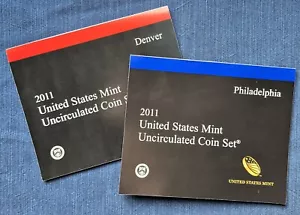 Denver
2011
United States Mint
Uncirculated Coin Set
Philadelphia
2011
United States Mint
Uncirculated Coin Set®
UNITED STATES MINT